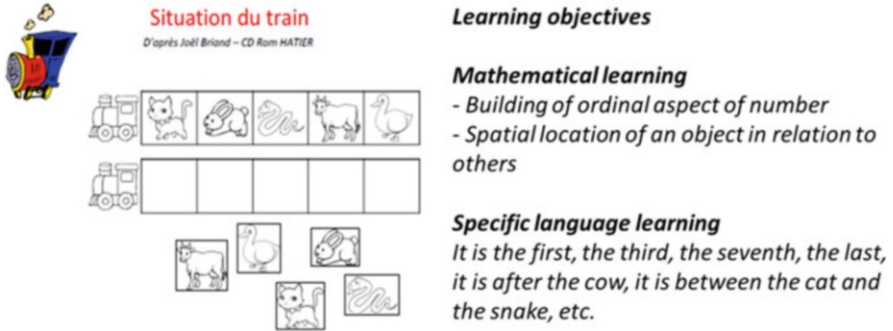 Situation du train
D'après Joël Briand – CD Rom HATIER
Learning objectives
Mathematical learning
- Building of ordinal aspect of number
- Spatial location of an object in relation to
others
Specific language learning
It is the first, the third, the seventh, the last,
it is after the cow, it is between the cat and
the snake, etc.